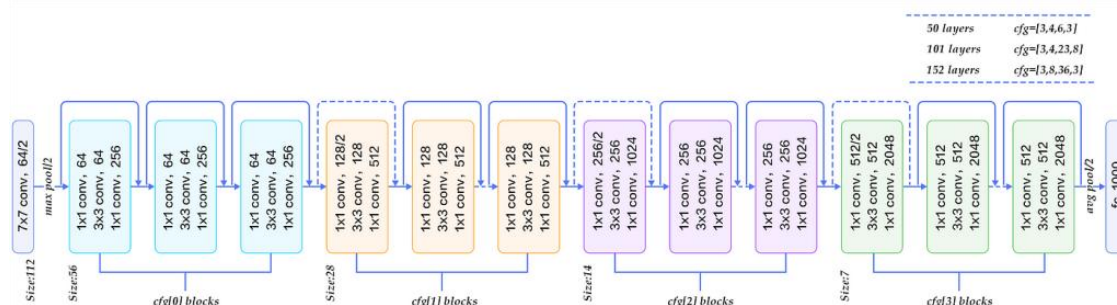 50 layers cfg=[3,4,6,3]
101 layers cfg=[3,4,23,8]
152 layers cfg=[3,8,36,3]
7x7 conv, 64/2
max pool/2
1x1 conv, 64
3x3 conv, 64
1x1 conv, 256
1x1 conv, 64
3x3 conv, 64
1x1 conv, 256
1x1 conv, 64
3x3 conv, 64
1x1 conv, 256
1x1 conv, 128/2
3x3 conv, 128
1x1 conv, 512
1x1 conv, 128
3x3 conv, 128
1x1 conv, 512
1x1 conv, 128
3x3 conv, 128
1x1 conv, 512
1x1 conv, 256/2
3x3 conv, 256
1x1 conv, 1024
1x1 conv, 256
3x3 conv, 256
1x1 conv, 1024
1x1 conv, 256
3x3 conv, 256
1x1 conv, 1024
1x1 conv, 512/2
3x3 conv, 512
1x1 conv, 2048
1x1 conv, 512
3x3 conv, 512
1x1 conv, 2048
1x1 conv, 512
3x3 conv, 512
1x1 conv, 2048
avg pool/2
Size:112
Size:56
Size:28
Size:14
Size:7
cfg[0] blocks
cfg[1] blocks
cfg[2] blocks
cfg[3] blocks